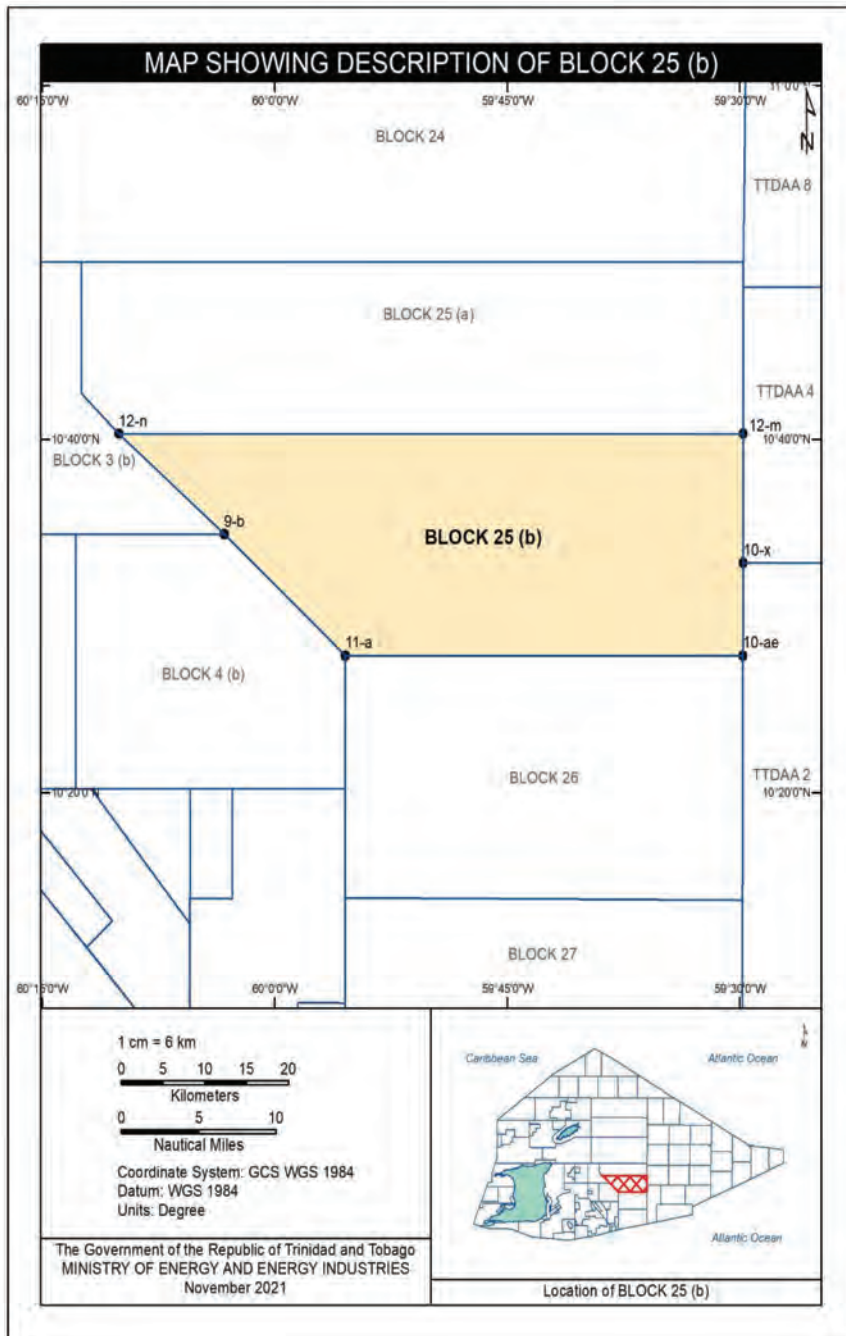 MAP SHOWING DESCRIPTION OF BLOCK 25 (b)
60°15'0"W
60°0'0"W
59°45'0"W
59°30'0"W
11°0'0"N
N
BLOCK 24
TTDAA 8
BLOCK 25 (a)
TTDAA 4
12-n
12-m
10°40'0"N
10°40'0"N
BLOCK 3 (b)
9-b
BLOCK 25 (b)
10-x
11-a
10-ae
BLOCK 4 (b)
BLOCK 26
TTDAA 2
10°20'0"N
10°20'0"N
BLOCK 27
60°15'0"W
60°0'0"W
59°45'0"W
59°30'0"W
1 cm = 6 km
0 5 10 15 20
Kilometers
0 5 10
Nautical Miles
Coordinate System: GCS WGS 1984
Datum: WGS 1984
Units: Degree
The Government of the Republic of Trinidad and Tobago
MINISTRY OF ENERGY AND ENERGY INDUSTRIES
November 2021
Caribbean Sea
Atlantic Ocean
N
Atlantic Ocean
Location of BLOCK 25 (b)